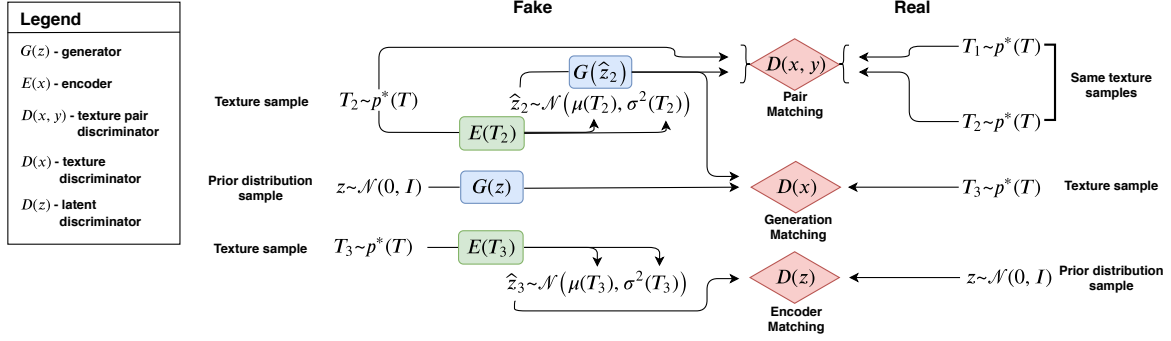 Legend
G(z) - generator
E(x) - encoder
D(x, y) - texture pair
discriminator
D(x) - texture
discriminator
D(z) - latent
discriminator
Fake
Real
Texture sample
T₂~p*(T)
E(T₂)
G(ẑ₂)
ẑ₂~𝒩(μ(T₂), σ²(T₂))
D(x, y)
Pair
Matching
T₁~p*(T)
T₂~p*(T)
Same texture
samples
Prior distribution
sample
z~𝒩(0, I)
G(z)
D(x)
Generation
Matching
T₃~p*(T)
Texture sample
Texture sample
T₃~p*(T)
E(T₃)
ẑ₃~𝒩(μ(T₃), σ²(T₃))
D(z)
Encoder
Matching
z~𝒩(0, I)
Prior distribution
sample